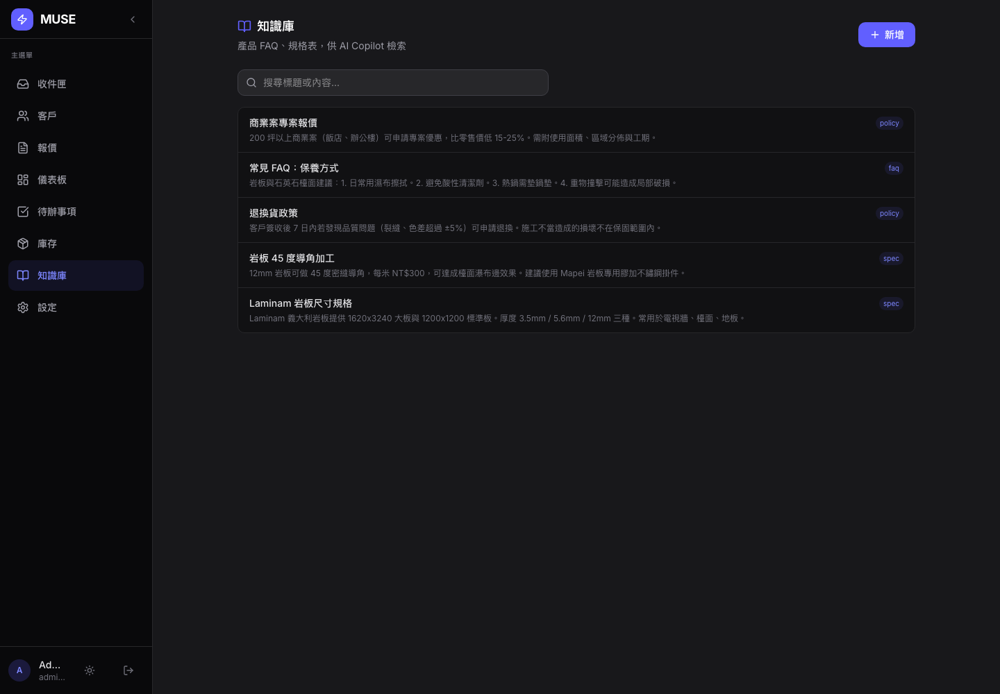 MUSE
主選單
收件匣
客戶
報價
儀表板
待辦事項
庫存
知識庫
設定
A
Ad...
admi...
知識庫
產品 FAQ、規格表，供 AI Copilot 檢索
新增
搜尋標題或內容...
商業案專案報價
policy
200 坪以上商業案（飯店、辦公樓）可申請專案優惠，比零售價低 15-25%。需附使用面積、區域分佈與工期。
常見 FAQ：保養方式
faq
岩板與石英石檯面建議：1. 日常用濕布擦拭。2. 避免酸性清潔劑。3. 熱鍋需墊鍋墊。4. 重物撞擊可能造成局部破損。
退換貨政策
policy
客戶簽收後 7 日內若發現品質問題（裂縫、色差超過 ±5%）可申請退換。施工不當造成的損壞不在保固範圍內。
岩板 45 度導角加工
spec
12mm 岩板可做 45 度密縫導角，每米 NT$300，可達成檯面瀑布邊效果。建議使用 Mapei 岩板專用膠加不鏽鋼掛件。
Laminam 岩板尺寸規格
spec
Laminam 義大利岩板提供 1620x3240 大板與 1200x1200 標準板。厚度 3.5mm / 5.6mm / 12mm 三種。常用於電視牆、檯面、地板。